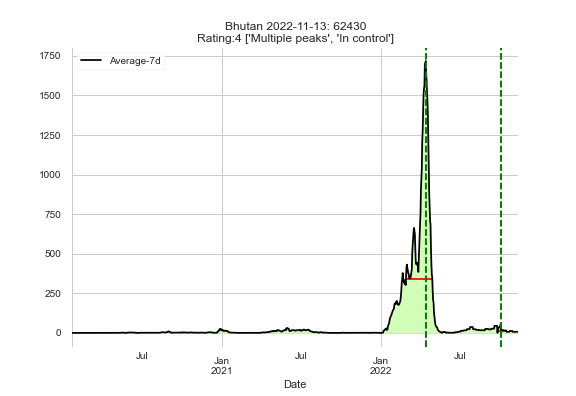 Bhutan 2022-11-13: 62430
Rating:4 ['Multiple peaks', 'In control']
Average-7d
1750
1500
1250
1000
750
500
250
0
Jul
Jan
2021
Jul
Jan
2022
Jul
Date